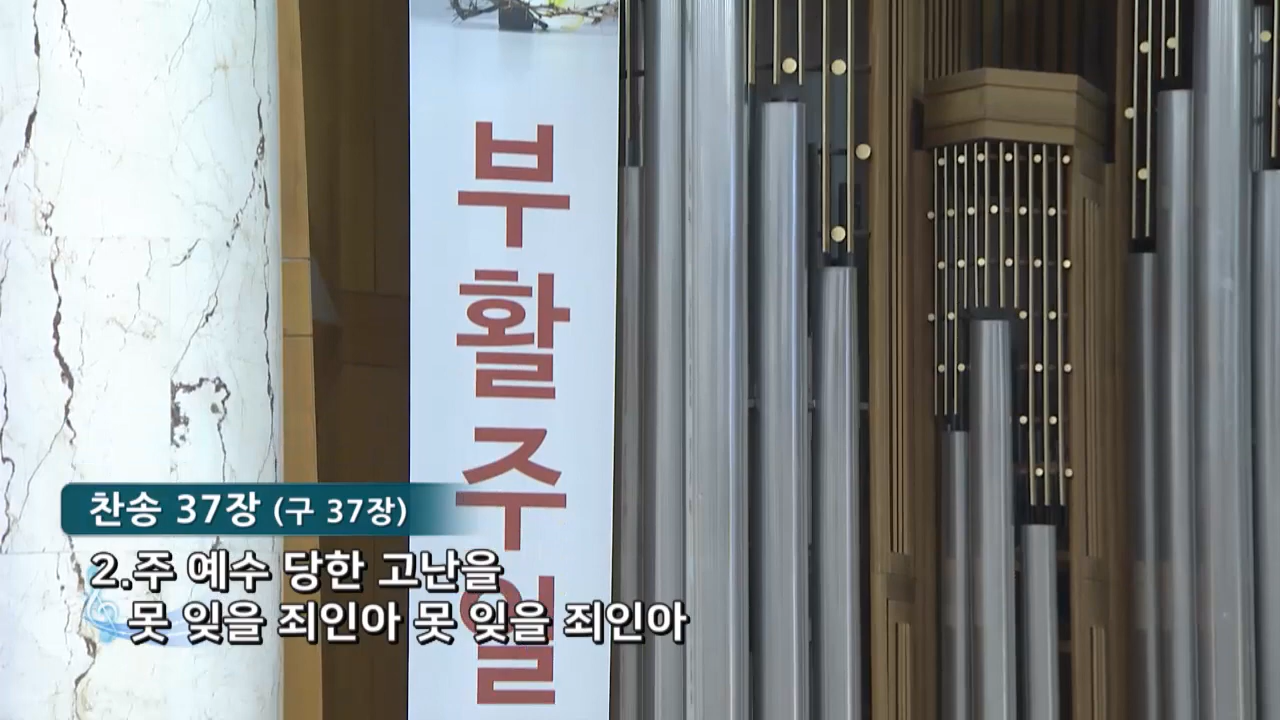 부활주일
찬송 37장 (구 37장)
2.주 예수 당한 고난을
못 잊을 죄인아 못 잊을 죄인아